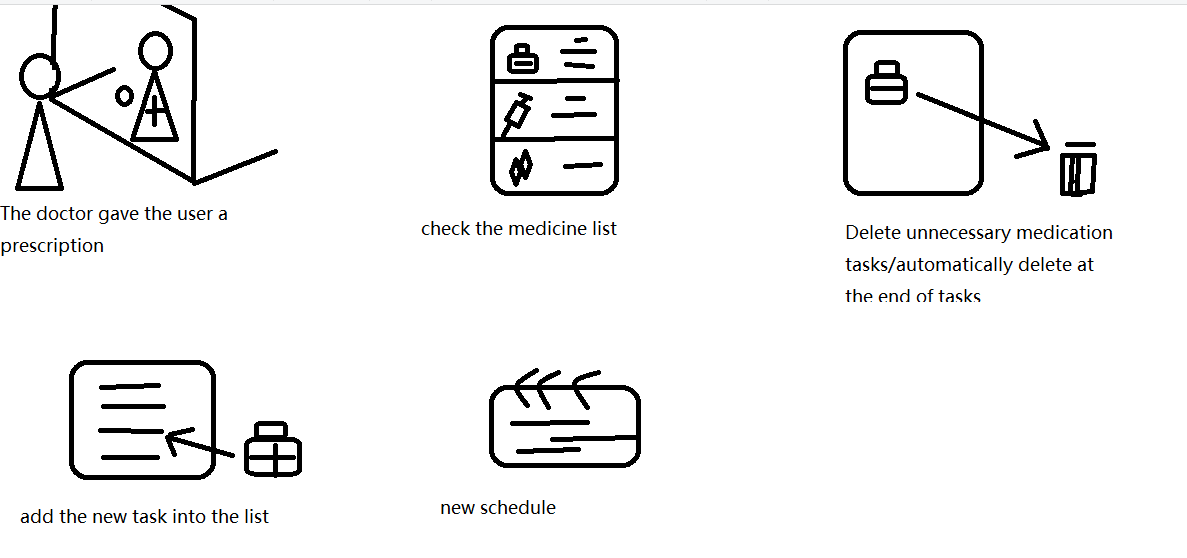 The doctor gave the user a
prescription
check the medicine list
Delete unnecessary medication
tasks/automatically delete at
the end of tasks
add the new task into the list
new schedule